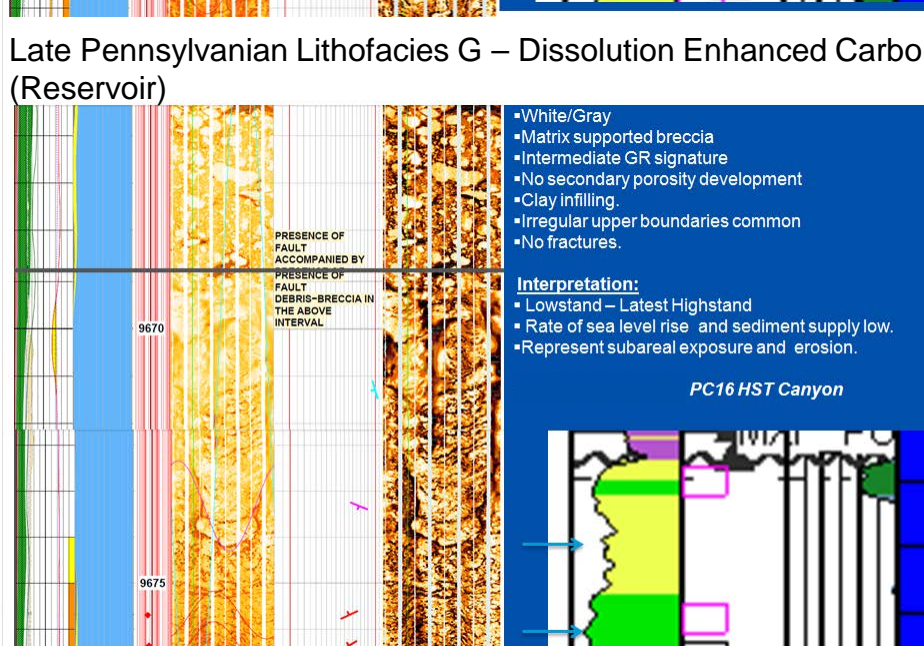 Late Pennsylvanian Lithofacies G – Dissolution Enhanced Carbo
(Reservoir)
▪White/Gray
▪Matrix supported breccia
▪Intermediate GR signature
▪No secondary porosity development
▪Clay infilling.
▪Irregular upper boundaries common
▪No fractures.
Interpretation:
▪ Lowstand – Latest Highstand
▪ Rate of sea level rise and sediment supply low.
▪Represent subareal exposure and erosion.
PC16 HST Canyon
PRESENCE OF
FAULT
ACCOMPANIED BY
PRESENCE OF
FAULT
DEBRIS-BRECCIA IN
THE ABOVE
INTERVAL
9670
9675